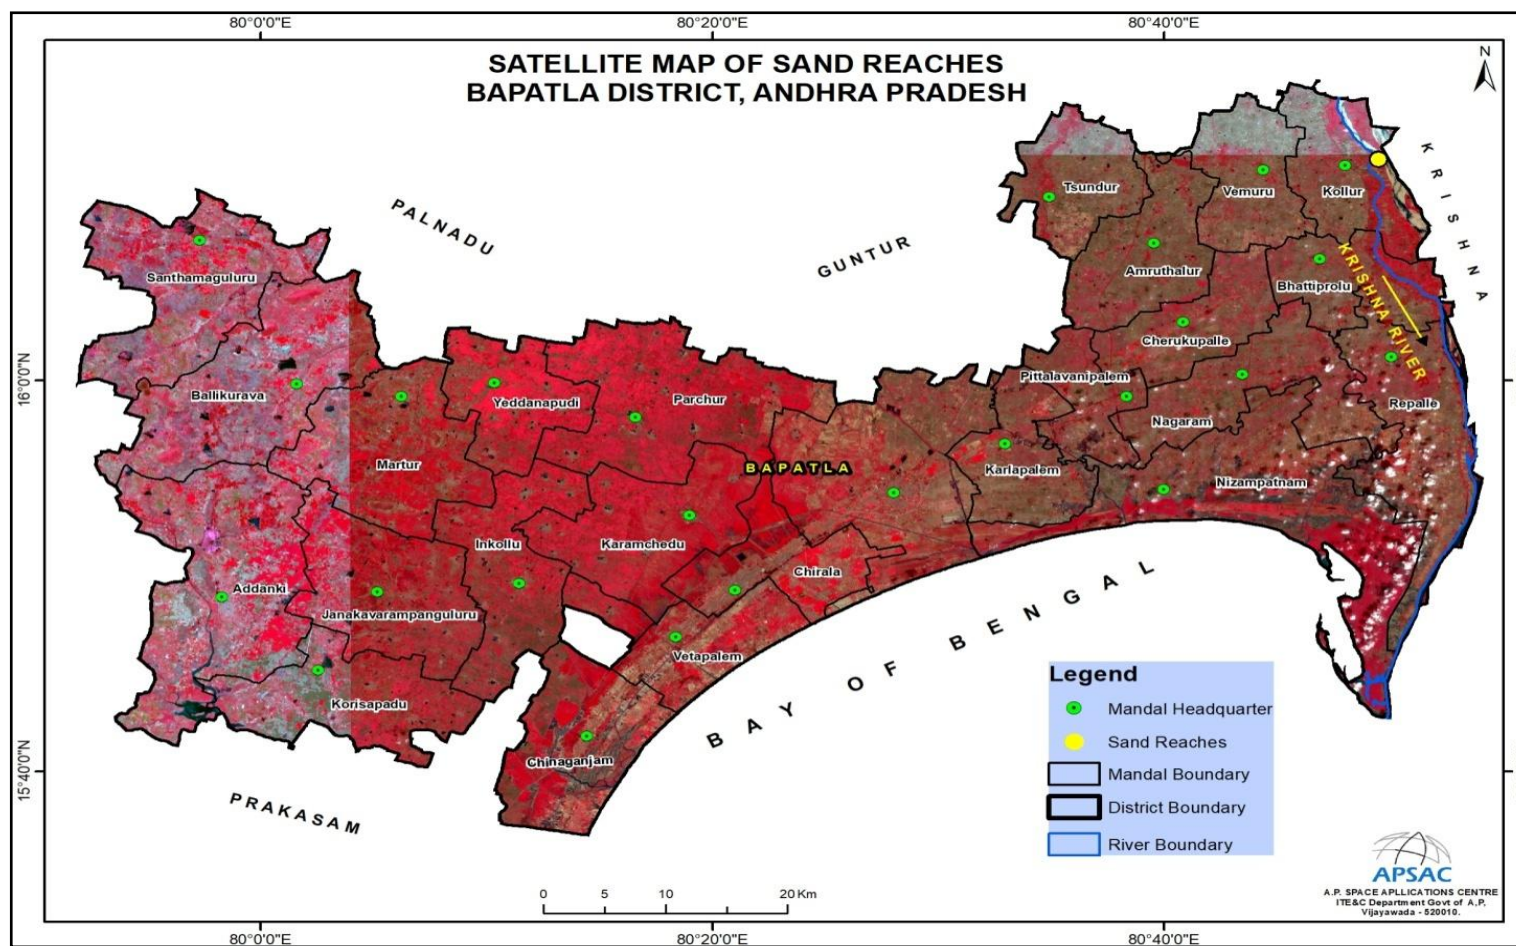 80°0'0"E 80°20'0"E 80°40'0"E
SATELLITE MAP OF SAND REACHES
BAPATLA DISTRICT, ANDHRA PRADESH
N
KRISHNA
PALNADU
GUNTUR
Tsundur
Vemuru
Kollur
Santhamaguluru
Amruthalur
Bhattiprolu
KRISHNA RIVER
Cherukupalle
16°0'0"N
Pittalavanipalem
Ballikurava
Yeddanapudi
Parchur
Repalle
Nagaram
Martur
BAPATLA
Karlapalem
Nizampatnam
Inkollu
Karamchedu
Chirala
Addanki
Janakavarampanguluru
Vetapalem
BAY OF BENGAL
Korisapadu
Chinaganjam
15°40'0"N
PRAKASAM
Legend
Mandal Headquarter
Sand Reaches
Mandal Boundary
District Boundary
River Boundary
0 5 10 20 Km
APSAC
A.P. SPACE APLLICATIONS CENTRE
ITE&C Department Govt of A.P,
Vijayawada - 520010.
80°0'0"E 80°20'0"E 80°40'0"E